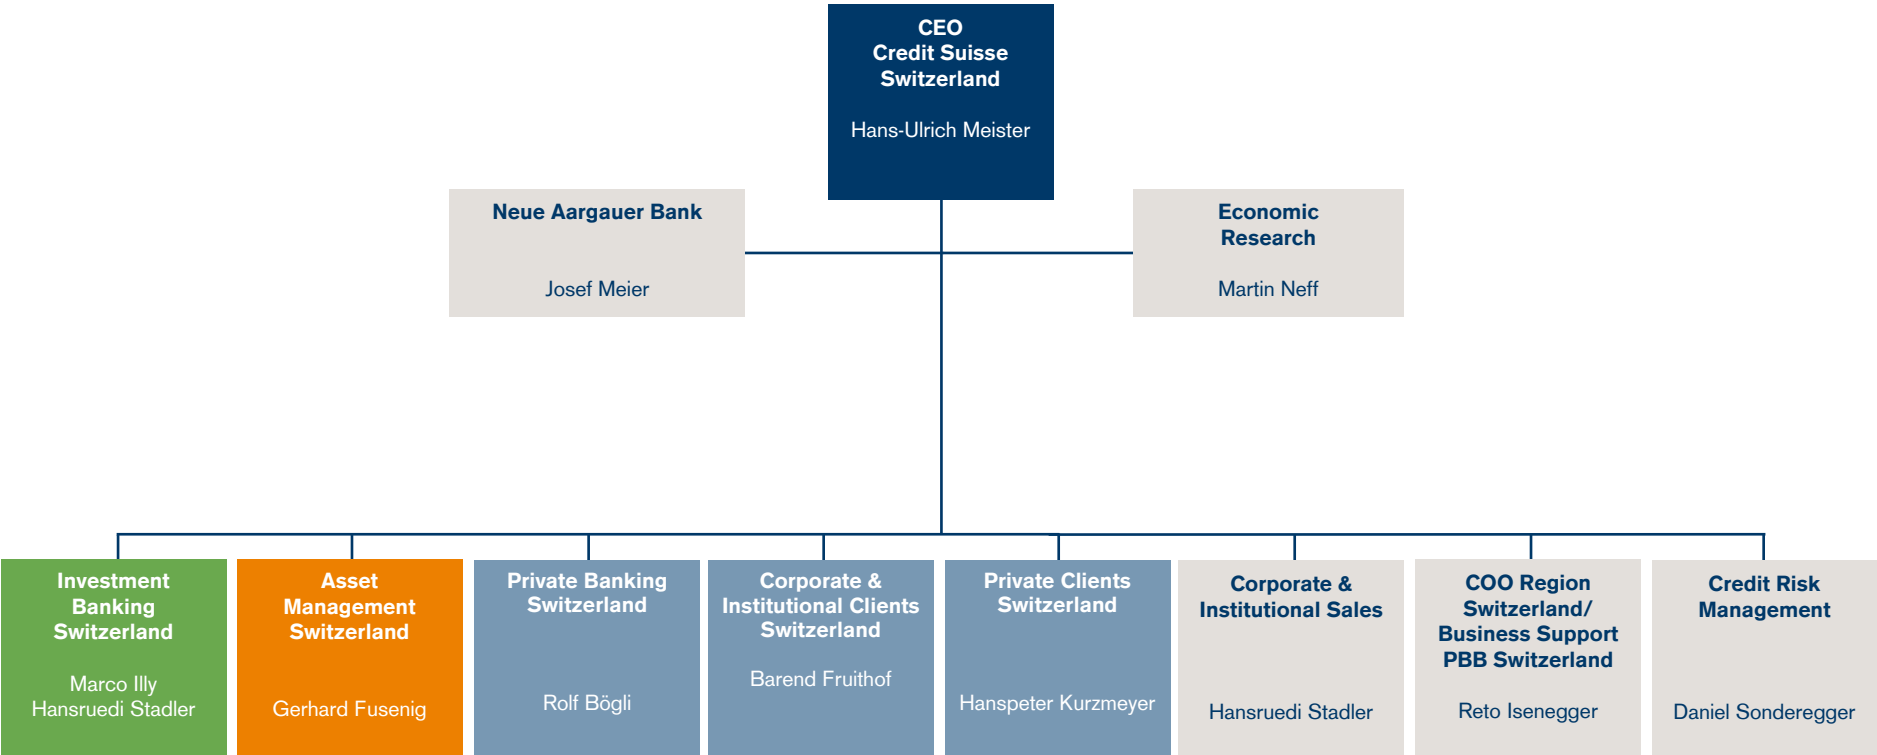 CEO
Credit Suisse
Switzerland
Hans-Ulrich Meister
Neue Aargauer Bank
Josef Meier
Economic
Research
Martin Neff
Investment
Banking
Switzerland
Marco Illy
Hansruedi Stadler
Asset
Management
Switzerland
Gerhard Fusenig
Private Banking
Switzerland
Rolf Bögli
Corporate &
Institutional Clients
Switzerland
Barend Fruithof
Private Clients
Switzerland
Hanspeter Kurzmeyer
Corporate &
Institutional Sales
Hansruedi Stadler
COO Region
Switzerland/
Business Support
PBB Switzerland
Reto Isenegger
Credit Risk
Management
Daniel Sonderegger